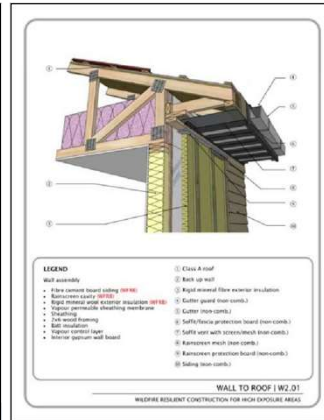 LEGEND
Wall assembly
• Fibre cement board siding (WFRR)
• Rainscreen cavity (WFRR)
• Rigid mineral wool exterior insulation (WFRR)
• Vapour permeable sheathing membrane
• Sheathing
• 2x6 wood framing
• Batt insulation
• Vapour control layer
• Interior gypsum wall board
① Class A roof
② Back up wall
③ Rigid mineral fibre exterior insulation
④ Gutter guard (non-comb.)
⑤ Gutter (non-comb.)
⑥ Soffit/fascia protection board (non-comb.)
⑦ Soffit vent with screen/mesh (non-comb.)
⑧ Rainscreen mesh (non-comb.)
⑨ Rainscreen protection board (non-comb.)
⑩ Siding (non-comb.)
WALL TO ROOF | W2.01
WILDFIRE RESILIENT CONSTRUCTION FOR HIGH EXPOSURE AREAS